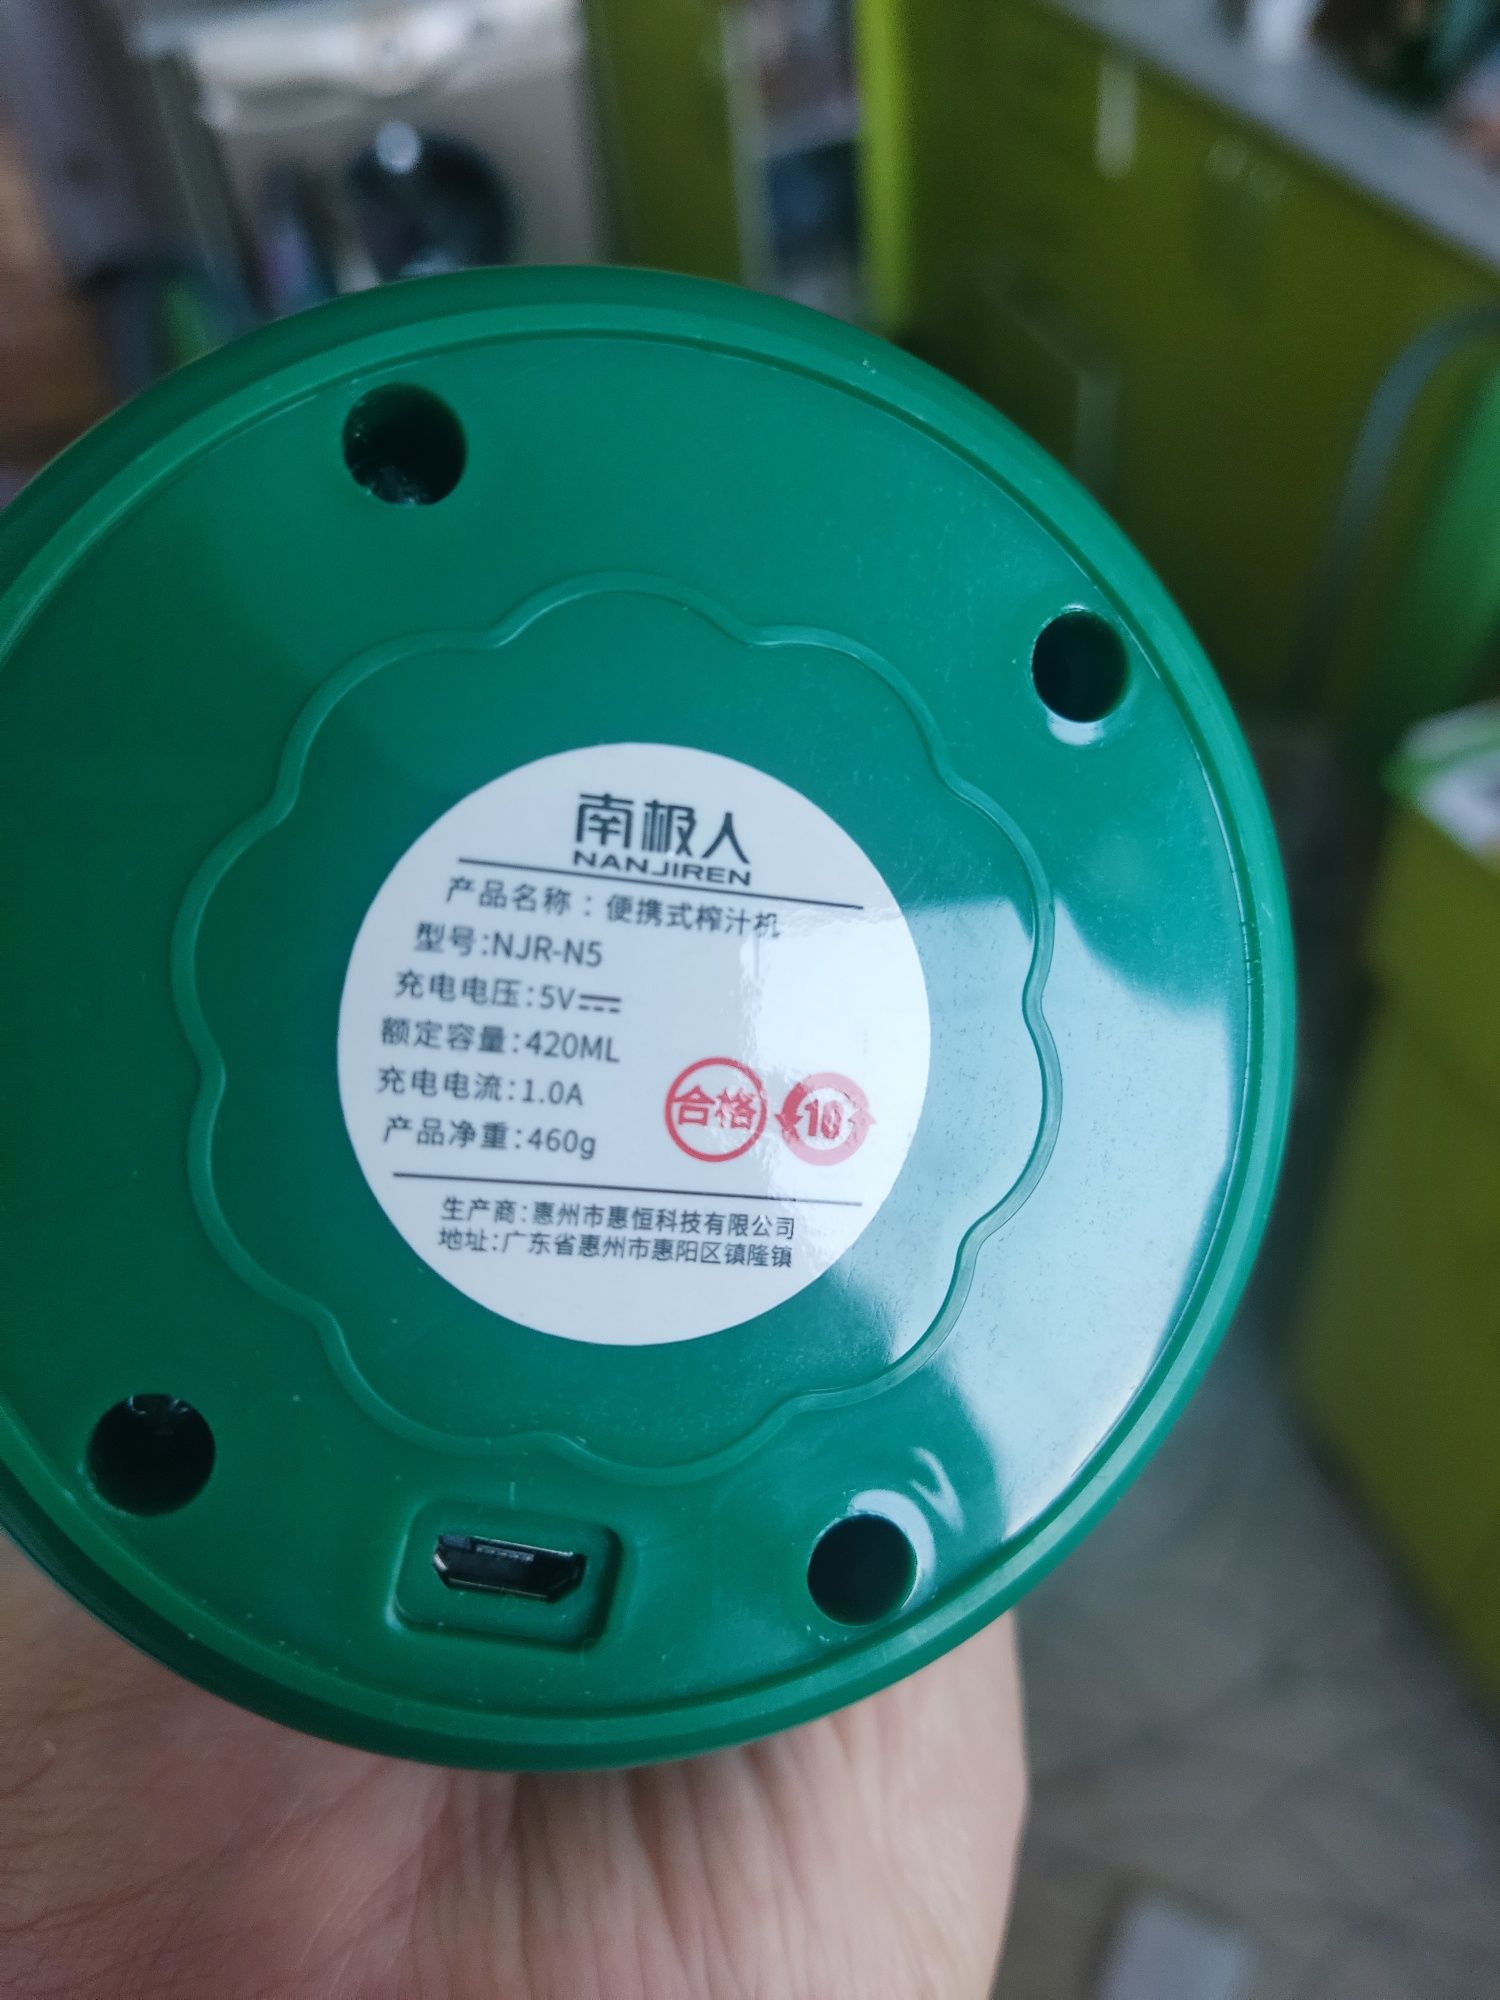 南极人
NANJIREN
产品名称：便携式榨汁机
型号:NJR-N5
充电电压:5V
额定容量:420ML
充电电流:1.0A
产品净重:460g
合格
10
生产商:惠州市惠恒科技有限公司
地址:广东省惠州市惠阳区镇隆镇